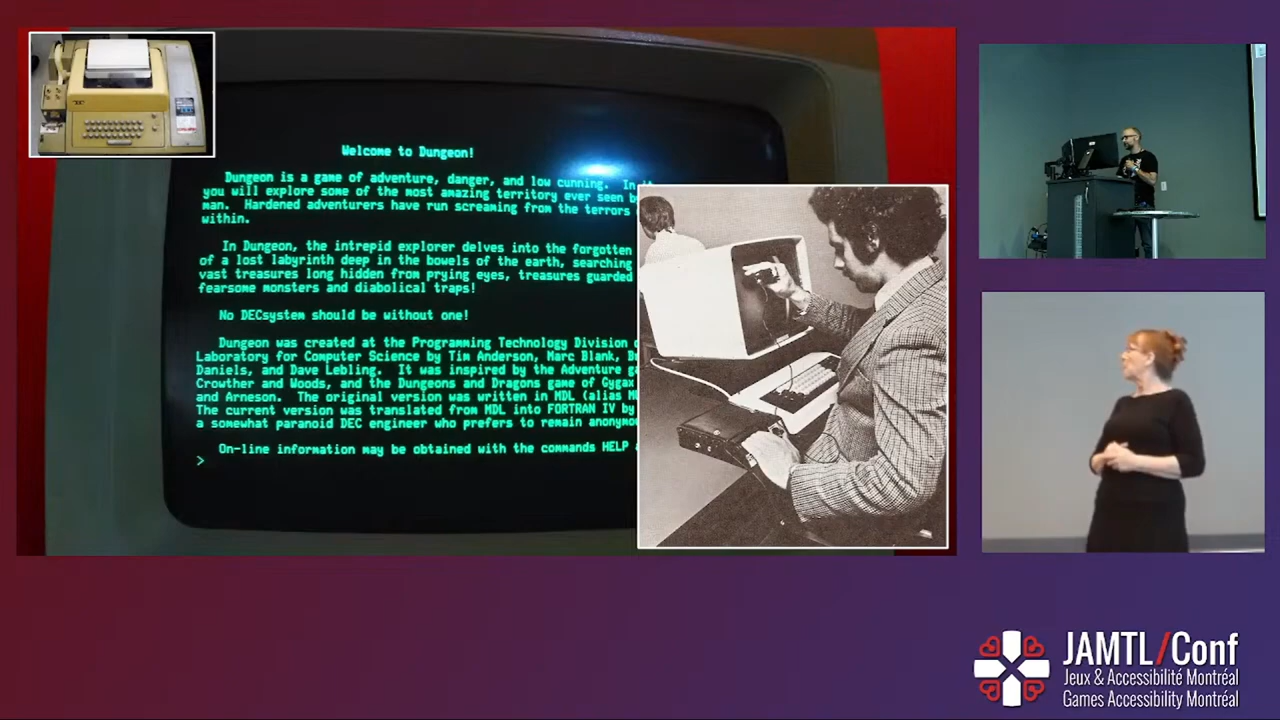 Welcome to Dungeon!
Dungeon is a game of adventure, danger, and low cunning. In it
you will explore some of the most amazing territory ever seen b
man. Hardened adventurers have run screaming from the terrors
within.
In Dungeon, the intrepid explorer delves into the forgotten
of a lost labyrinth deep in the bowels of the earth, searching
vast treasures long hidden from prying eyes, treasures guarded
fearsome monsters and diabolical traps!
No DECsystem should be without one!
Dungeon was created at the Programming Technology Division
Laboratory for Computer Science by Tim Anderson, Marc Blank, B
Daniels, and Dave Lebling. It was inspired by the Adventure ga
Crowther and Woods, and the Dungeons and Dragons game of Gygax
and Arneson. The original version was written in MDL (alias M
The current version was translated from MDL into FORTRAN IV by
a somewhat paranoid DEC engineer who prefers to remain anonymo
On-line information may be obtained with the commands HELP
>
JAMTL/Conf
Jeux & Accessibilité Montréal
Games Accessibility Montréal